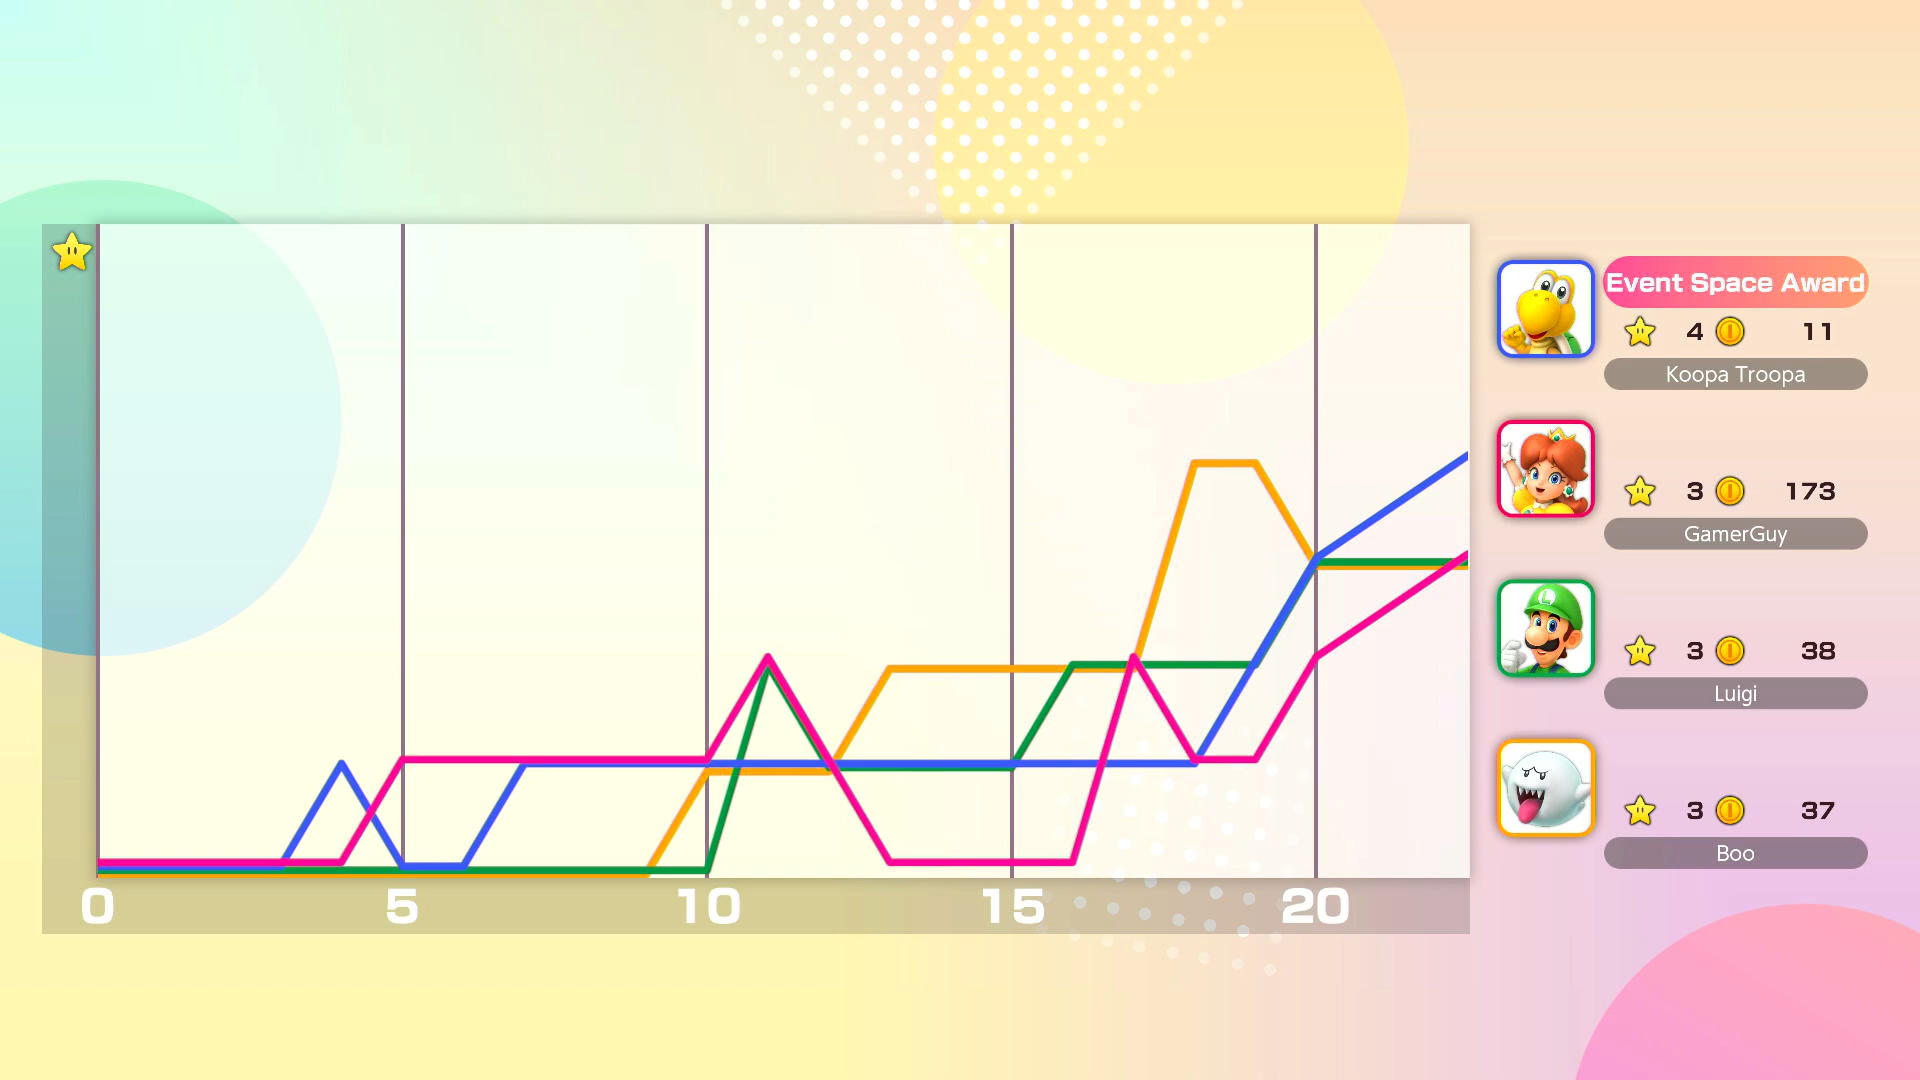 0 5 10 15 20
Event Space Award
4 11
Koopa Troopa
3 173
GamerGuy
L
3 38
Luigi
3 37
Boo